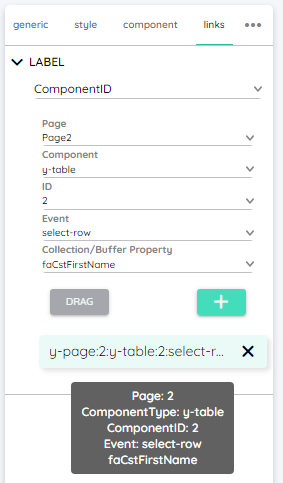 generic style component links •••
LABEL
ComponentID
Page
Page2
Component
y-table
ID
2
Event
select-row
Collection/Buffer Property
faCstFirstName
DRAG +
y-page:2:y-table:2:select-r... ×
Page: 2
ComponentType: y-table
ComponentID: 2
Event: select-row
faCstFirstName